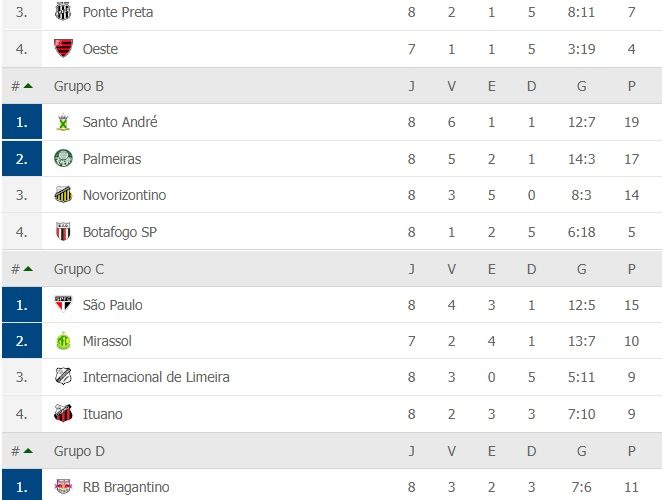 3. Ponte Preta 8 2 1 5 8:11 7
4. Oeste 7 1 1 5 3:19 4
# Grupo B J V E D G P
1. Santo André 8 6 1 1 12:7 19
2. Palmeiras 8 5 2 1 14:3 17
3. Novorizontino 8 3 5 0 8:3 14
4. Botafogo SP 8 1 2 5 6:18 5
# Grupo C J V E D G P
1. São Paulo 8 4 3 1 12:5 15
2. Mirassol 7 2 4 1 13:7 10
3. Internacional de Limeira 8 3 0 5 5:11 9
4. Ituano 8 2 3 3 7:10 9
# Grupo D J V E D G P
1. RB Bragantino 8 3 2 3 7:6 11